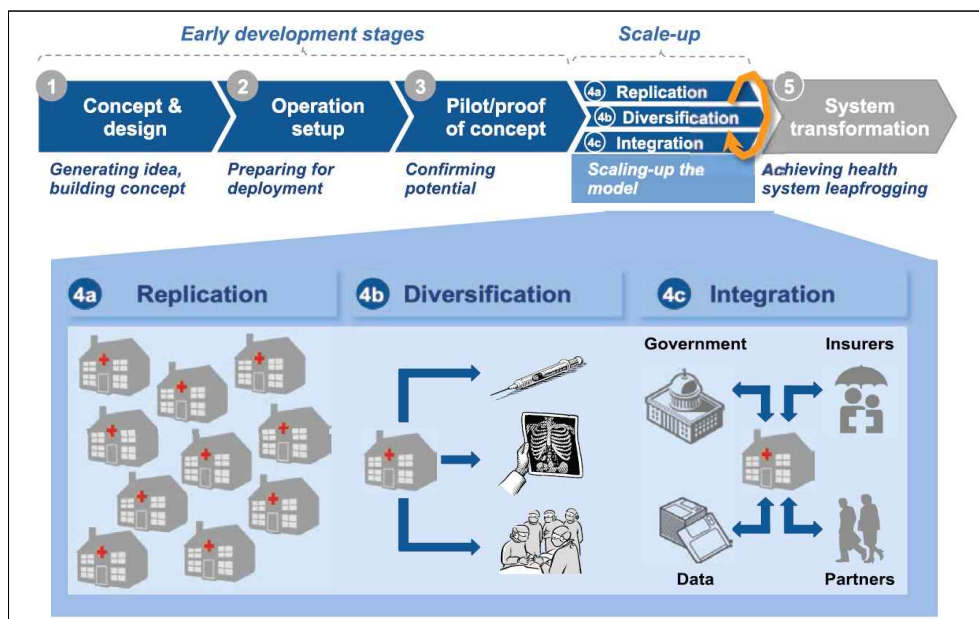 Early development stages
Scale-up
1
Concept &
design
2
Operation
setup
3
Pilot/proof
of concept
4a Replication
4b Diversification
4c Integration
5
System
transformation
Generating idea,
building concept
Preparing for
deployment
Confirming
potential
Scaling-up the
model
Achieving health
system leapfrogging
4a Replication
4b Diversification
4c Integration
Government
Insurers
Data
Partners